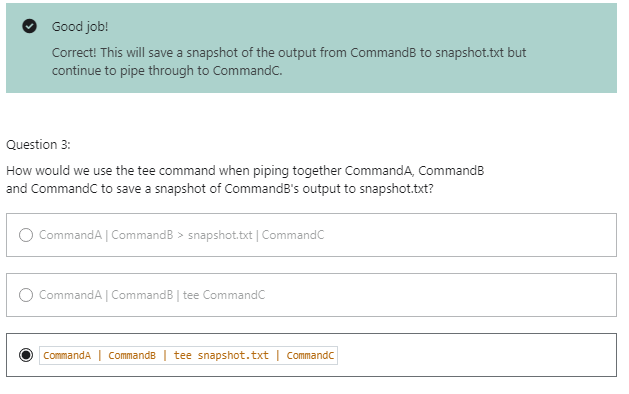 Good job!
Correct! This will save a snapshot of the output from CommandB to snapshot.txt but
continue to pipe through to CommandC.
Question 3:
How would we use the tee command when piping together CommandA, CommandB
and CommandC to save a snapshot of CommandB's output to snapshot.txt?
CommandA | CommandB > snapshot.txt | CommandC
CommandA | CommandB | tee CommandC
CommandA | CommandB | tee snapshot.txt | CommandC